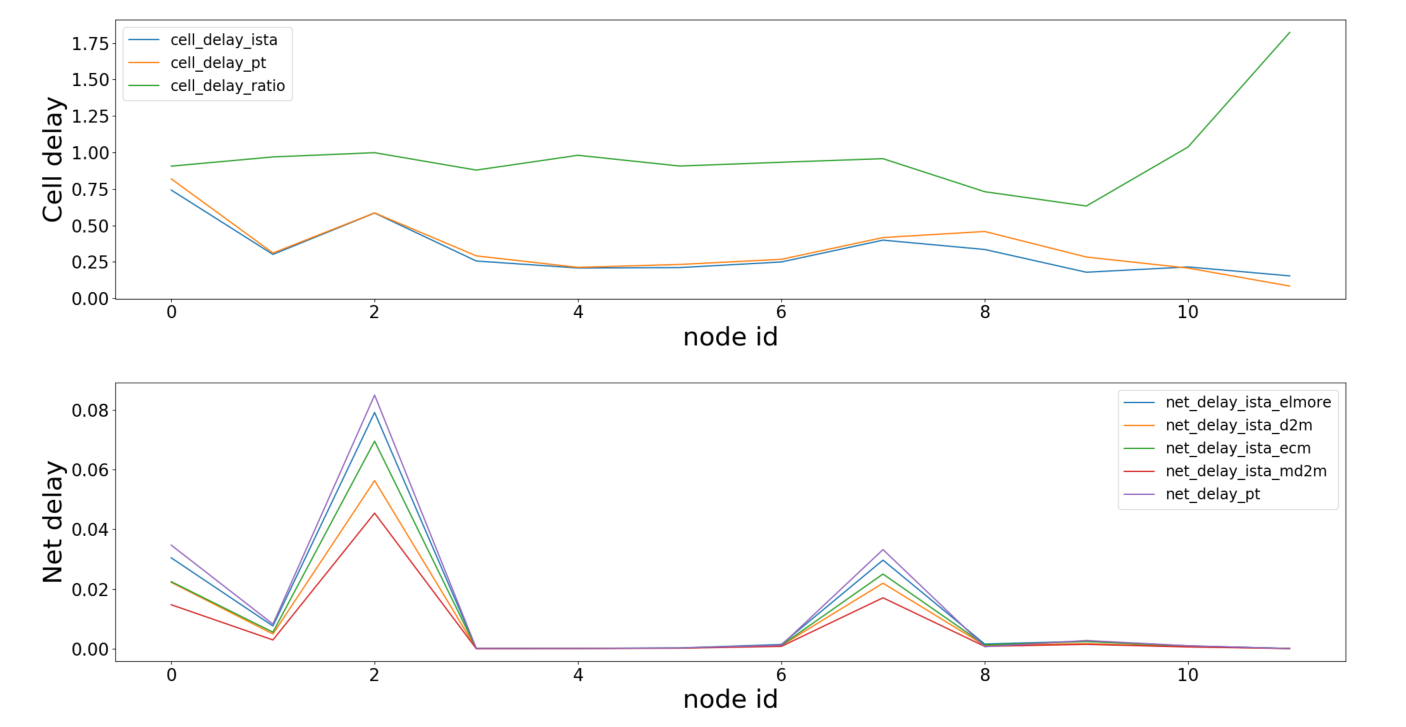 Cell delay
1.75
1.50
1.25
1.00
0.75
0.50
0.25
0.00
cell_delay_ista
cell_delay_pt
cell_delay_ratio
0 2 4 6 8 10
node id
Net delay
0.08
0.06
0.04
0.02
0.00
net_delay_ista_elmore
net_delay_ista_d2m
net_delay_ista_ecm
net_delay_ista_md2m
net_delay_pt
0 2 4 6 8 10
node id